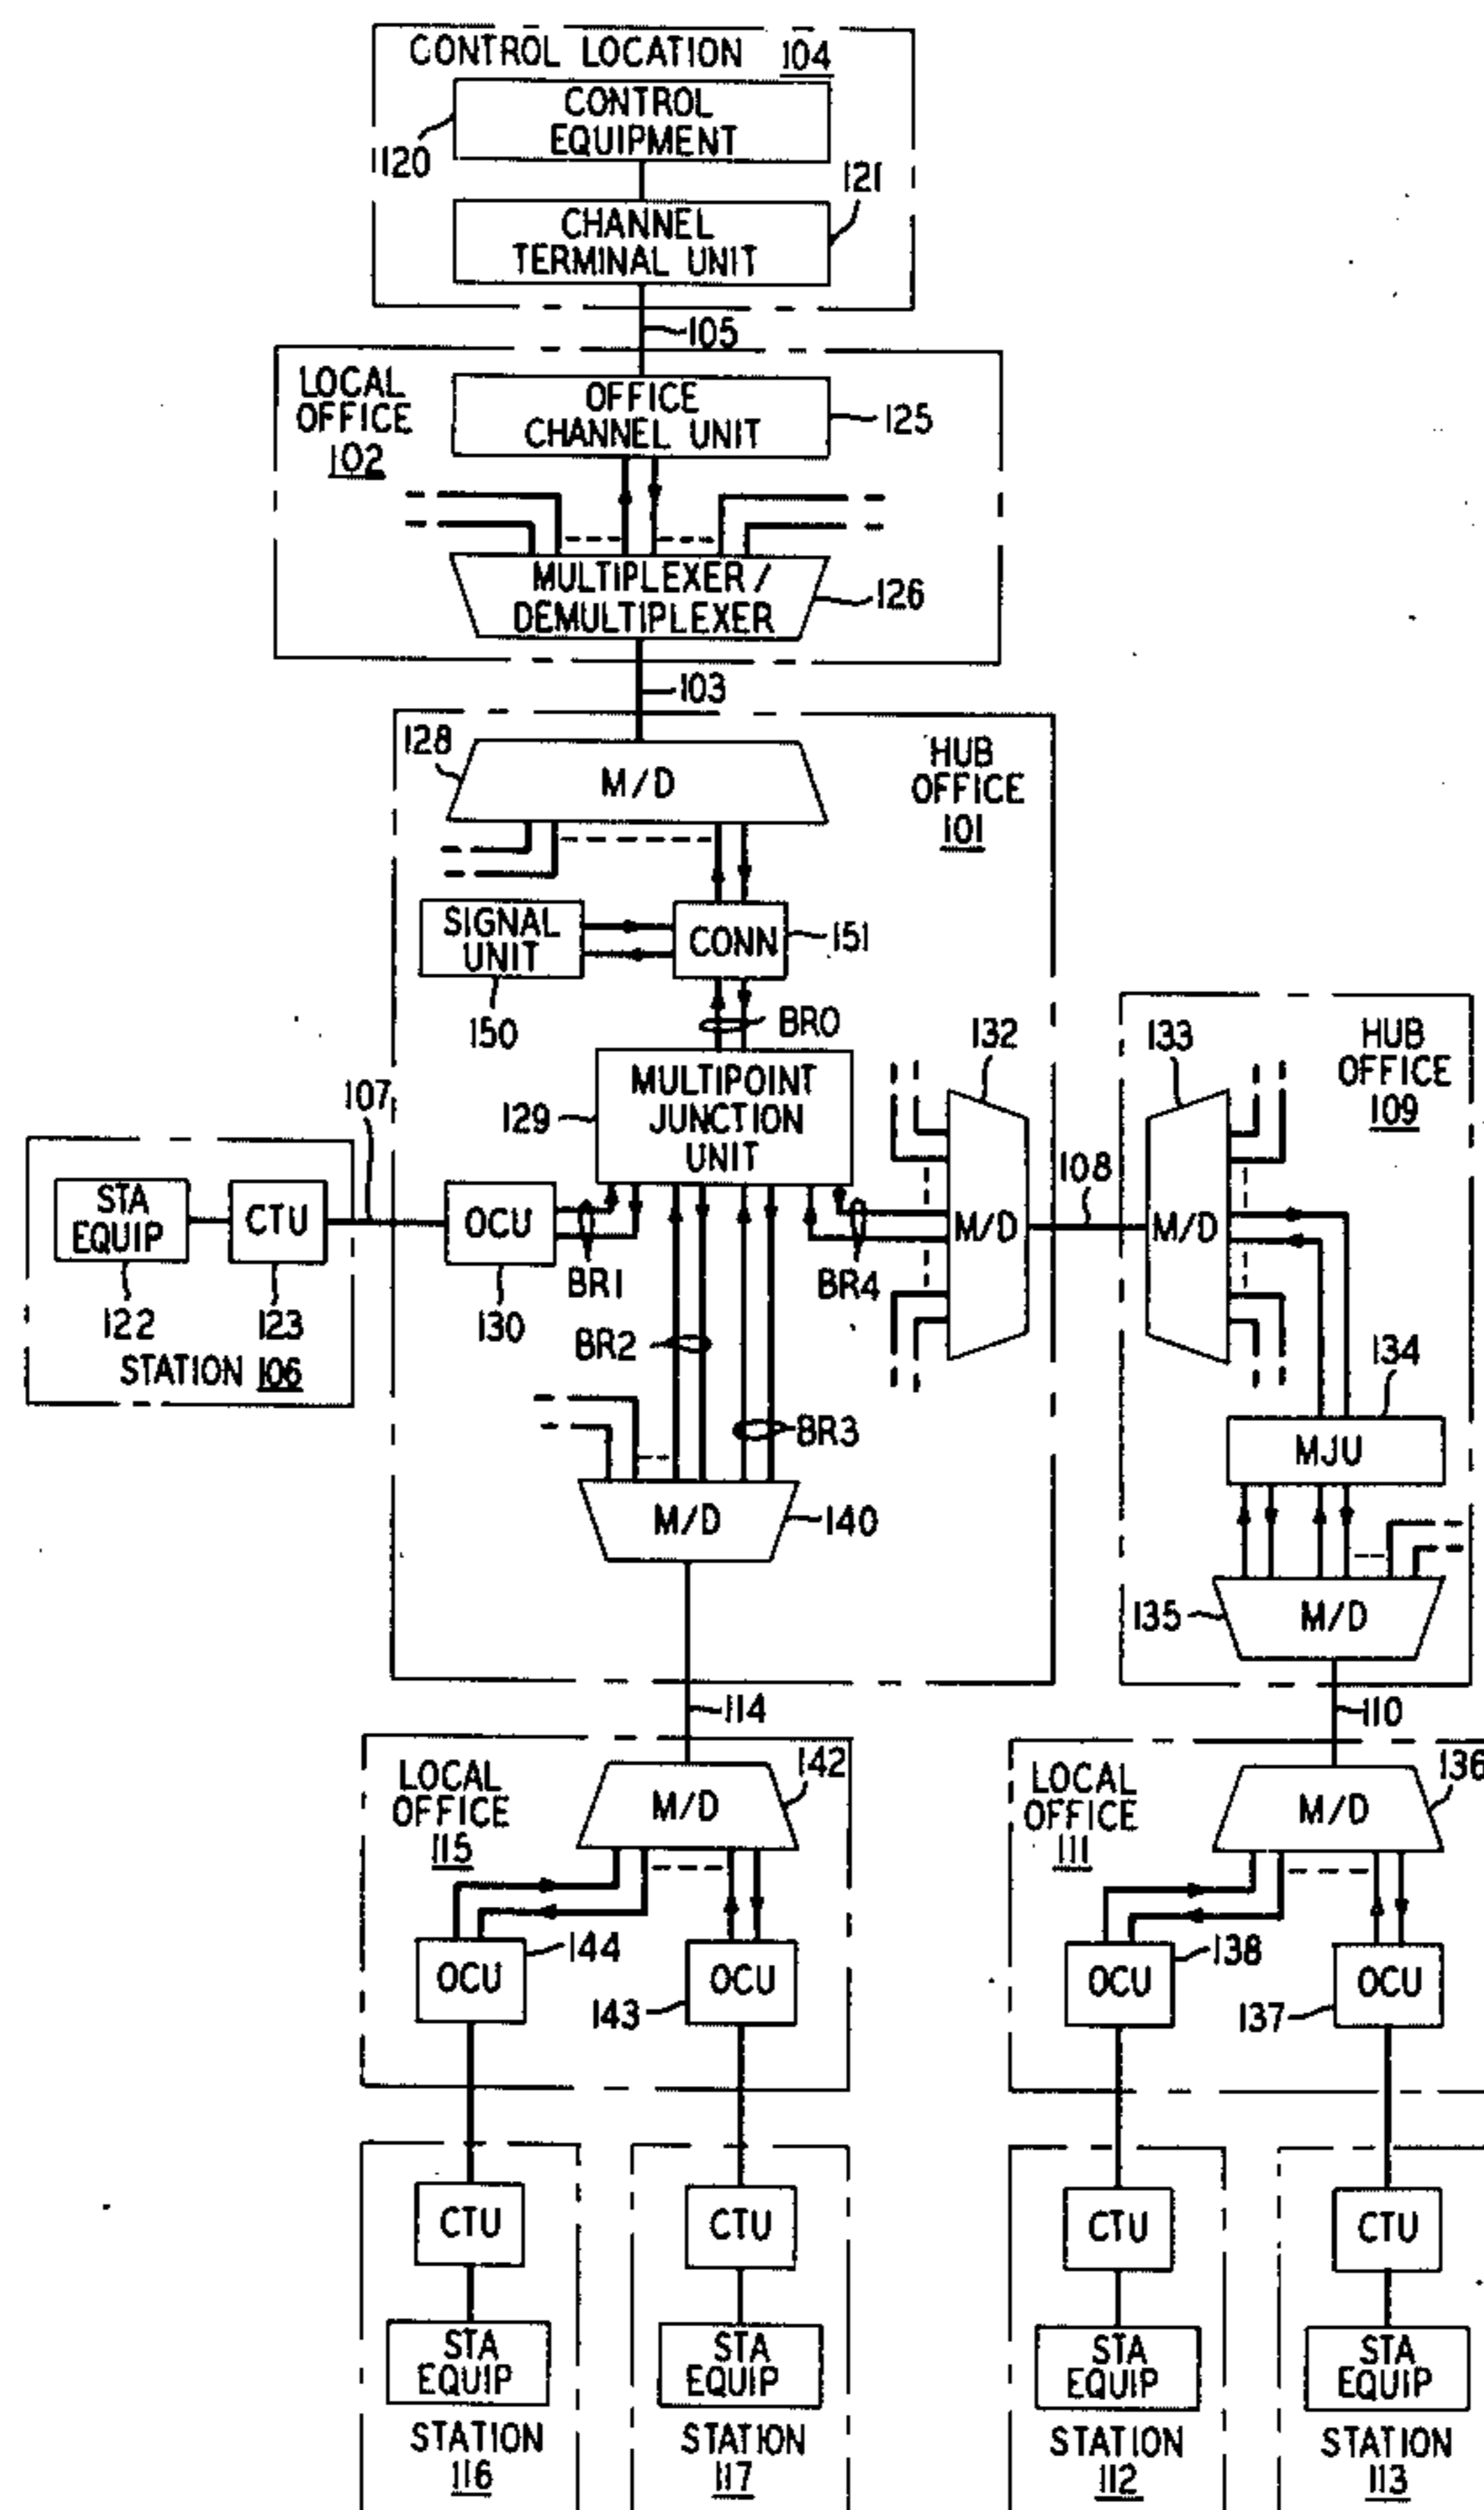 CONTROL LOCATION 104
CONTROL
EQUIPMENT
1120
121
CHANNEL
TERMINAL UNIT
105
LOCAL
OFFICE
102
OFFICE
CHANNEL UNIT
125
MULTIPLEXER /
DEMULTIPLEXER
126
103
128
M/D
HUB
OFFICE
101
SIGNAL
UNIT
150
CONN
151
BR0
129
MULTIPOINT
JUNCTION
UNIT
132
133
HUB
OFFICE
109
107
108
STA
EQUIP
CTU
OCU
M/D
M/D
122
123
130
BR1
BR4
STATION 106
BR2
BR3
134
MJU
M/D
140
135
M/D
114
110
LOCAL
OFFICE
115
M/D
142
LOCAL
OFFICE
111
M/D
136
OCU
144
OCU
143
OCU
138
OCU
137
CTU
CTU
CTU
CTU
STA
EQUIP
STA
EQUIP
STA
EQUIP
STA
EQUIP
STATION
116
STATION
117
STATION
112
STATION
113